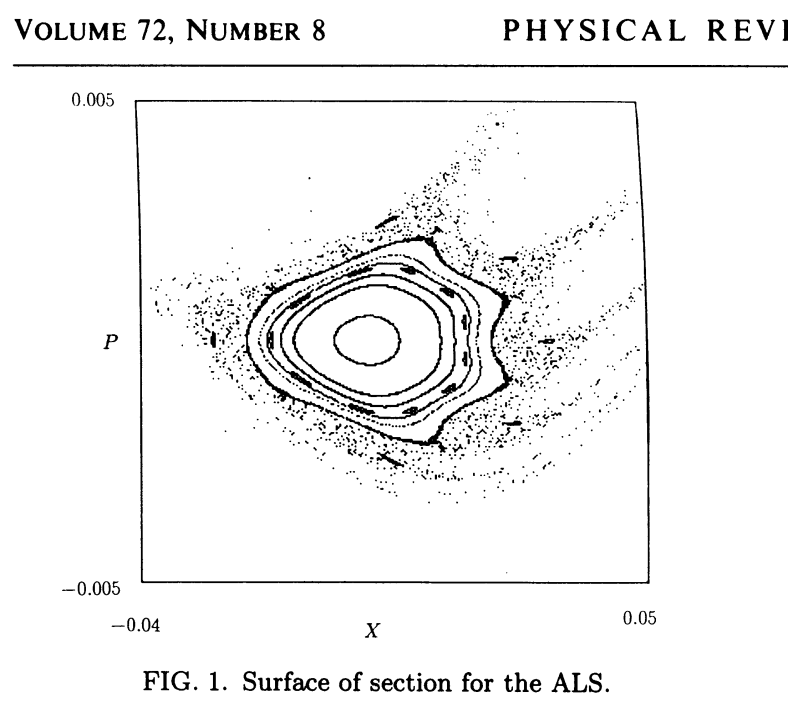 VOLUME 72, NUMBER 8 PHYSICAL REVI
0.005
P
−0.005
−0.04
X
0.05
FIG. 1. Surface of section for the ALS.